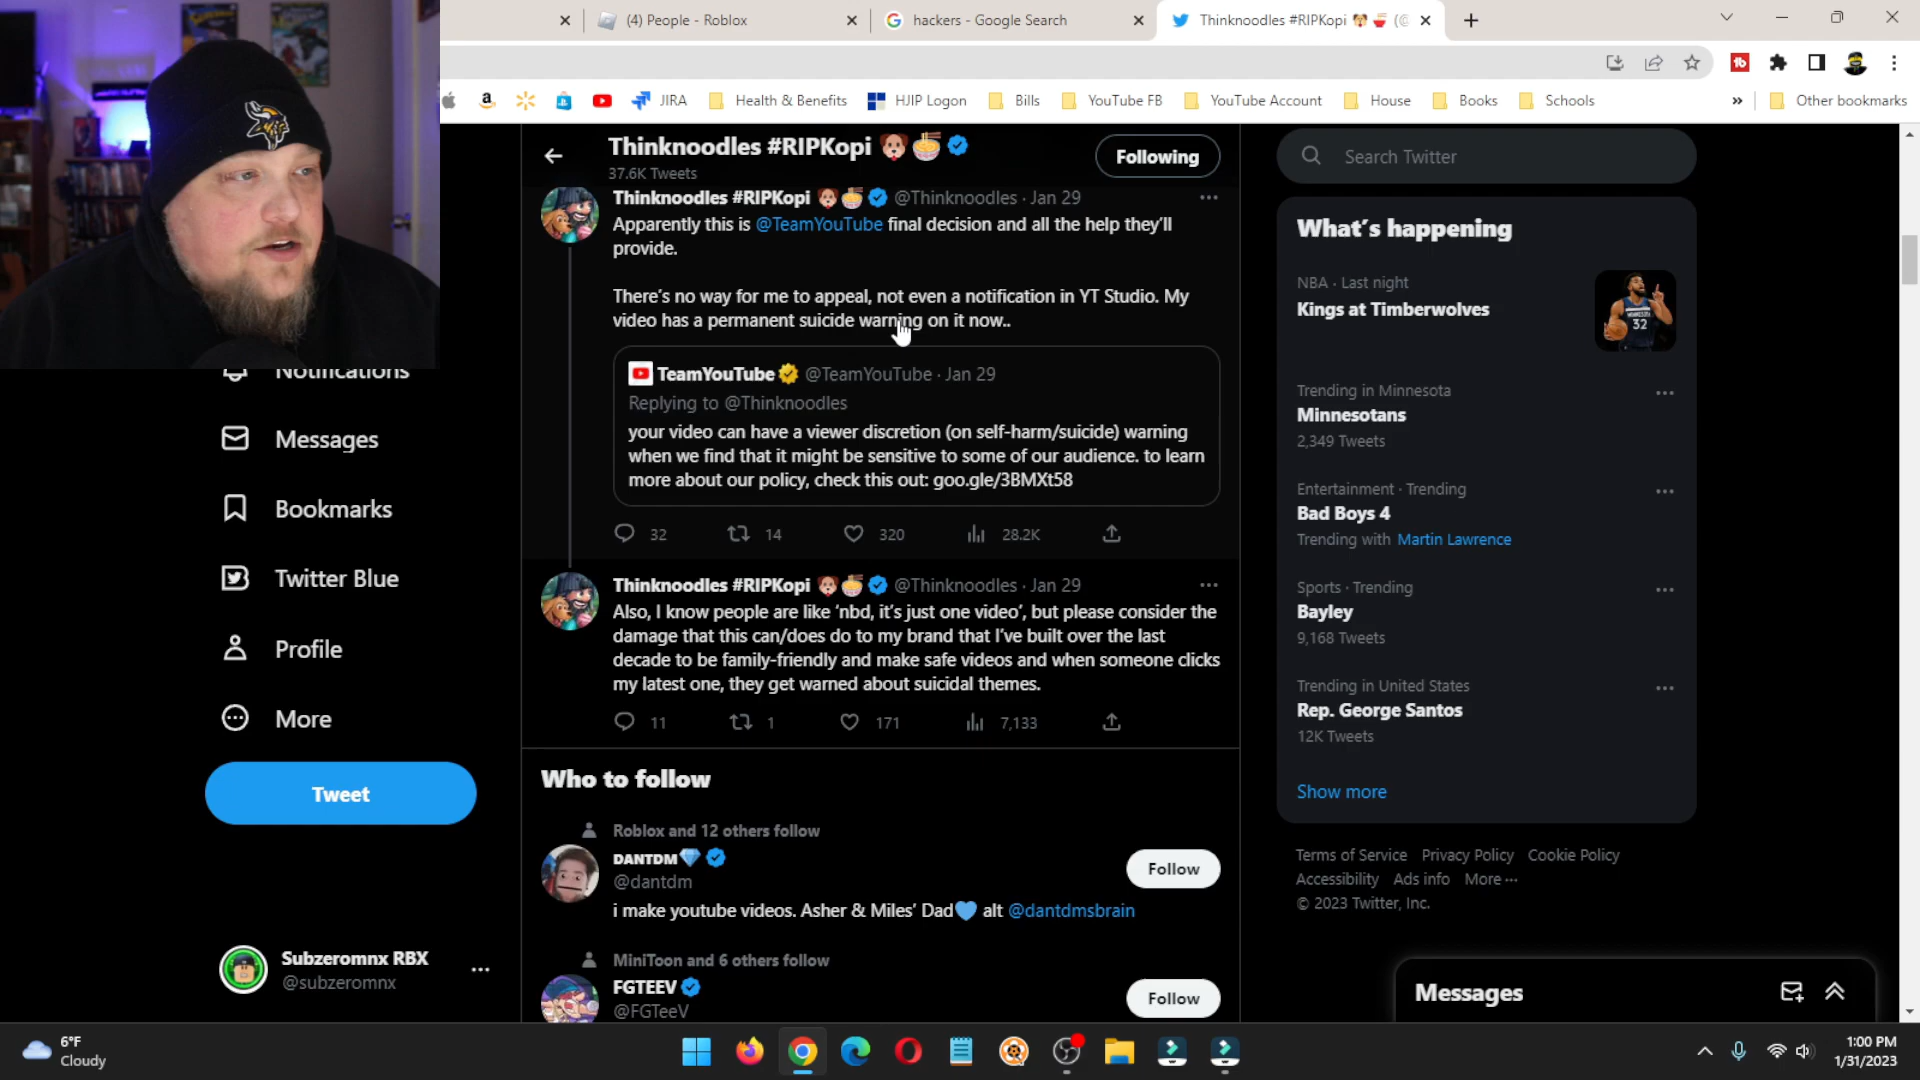 (4) People - Roblox
hackers - Google Search
Thinknoodles #RIPKopi 🐶 🍜 (@
JIRA
Health & Benefits
HJIP Logon
Bills
YouTube FB
YouTube Account
House
Books
Schools
»
Other bookmarks
Thinknoodles #RIPKopi 🐶🍜
37.6K Tweets
Following
Thinknoodles #RIPKopi 🐶🍜 @Thinknoodles · Jan 29
Apparently this is @TeamYouTube final decision and all the help they'll
provide.
There's no way for me to appeal, not even a notification in YT Studio. My
video has a permanent suicide warning on it now..
TeamYouTube @TeamYouTube · Jan 29
Replying to @Thinknoodles
your video can have a viewer discretion (on self-harm/suicide) warning
when we find that it might be sensitive to some of our audience. to learn
more about our policy, check this out: goo.gle/3BMXt58
32 14 320 28.2K
Thinknoodles #RIPKopi 🐶🍜 @Thinknoodles · Jan 29
Also, I know people are like 'nbd, it's just one video', but please consider the
damage that this can/does do to my brand that I've built over the last
decade to be family-friendly and make safe videos and when someone clicks
my latest one, they get warned about suicidal themes.
11 1 171 7,133
Who to follow
Roblox and 12 others follow
DANTDM💎
@dantdm
Follow
i make youtube videos. Asher & Miles' Dad💙 alt @dantdmsbrain
MiniToon and 6 others follow
FGTEEV
@FGTeeV
Follow
Notifications
Messages
Bookmarks
Twitter Blue
Profile
More
Tweet
Subzeromnx RBX
@subzeromnx
Search Twitter
What's happening
NBA · Last night
Kings at Timberwolves
32
Trending in Minnesota
Minnesotans
2,349 Tweets
Entertainment · Trending
Bad Boys 4
Trending with Martin Lawrence
Sports · Trending
Bayley
9,168 Tweets
Trending in United States
Rep. George Santos
12K Tweets
Show more
Terms of Service Privacy Policy Cookie Policy
Accessibility Ads info More ···
© 2023 Twitter, Inc.
Messages
6°F
Cloudy
1:00 PM
1/31/2023